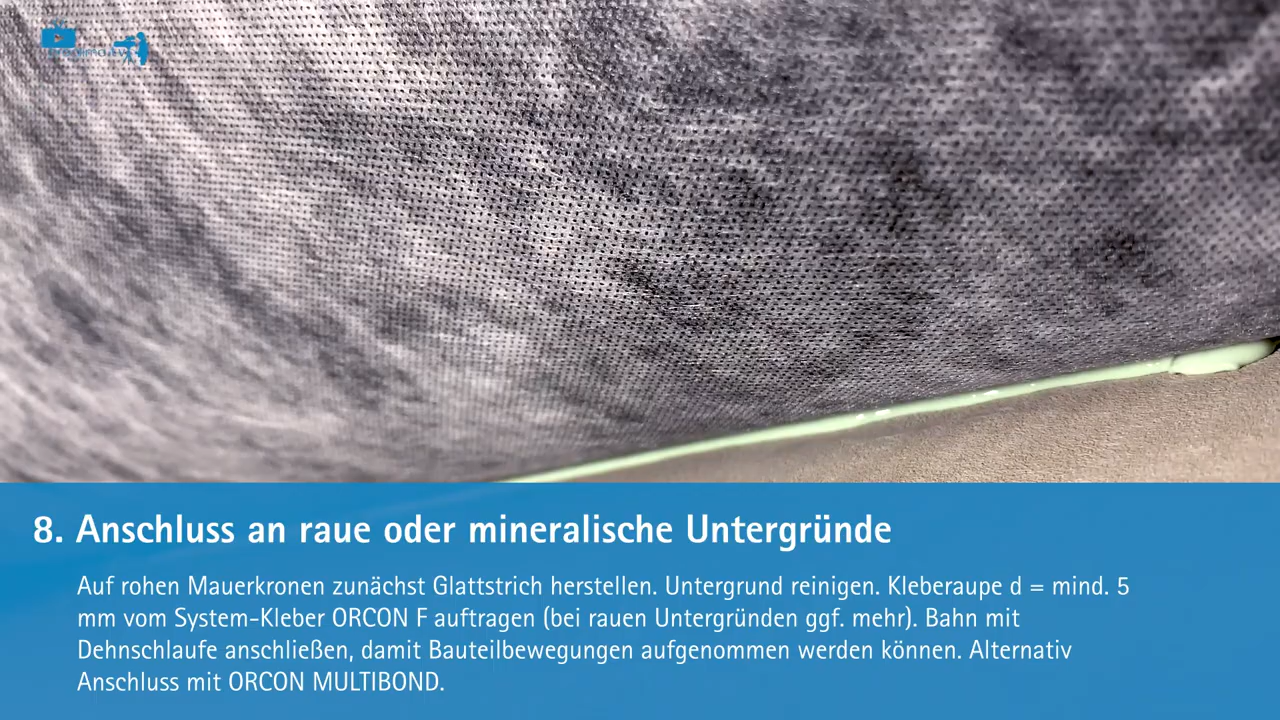 8. Anschluss an raue oder mineralische Untergründe
Auf rohen Mauerkronen zunächst Glattstrich herstellen. Untergrund reinigen. Kleberaupe d = mind. 5
mm vom System-Kleber ORCON F auftragen (bei rauen Untergründen ggf. mehr). Bahn mit
Dehnschlaufe anschließen, damit Bauteilbewegungen aufgenommen werden können. Alternativ
Anschluss mit ORCON MULTIBOND.